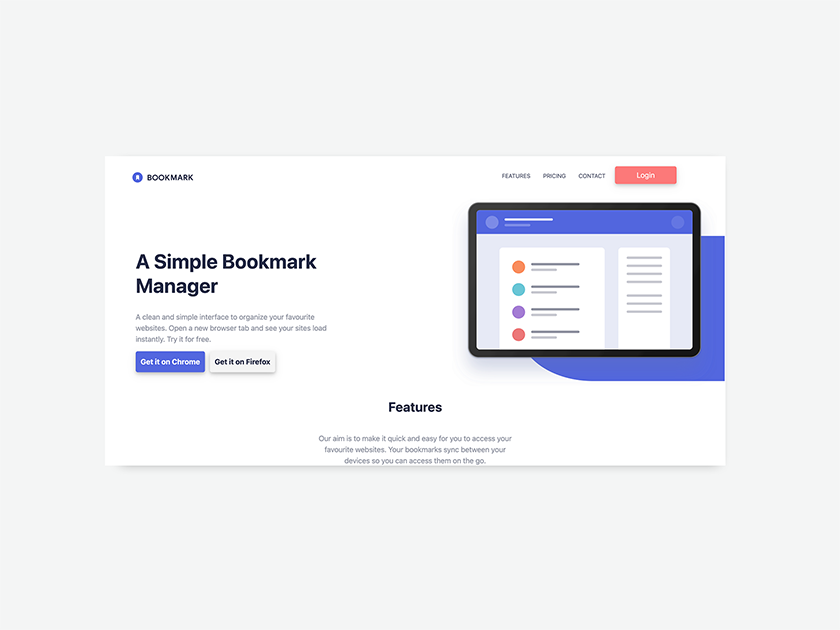 BOOKMARK
FEATURES PRICING CONTACT Login
A Simple Bookmark
Manager
A clean and simple interface to organize your favourite
websites. Open a new browser tab and see your sites load
instantly. Try it for free.
Get it on Chrome Get it on Firefox
Features
Our aim is to make it quick and easy for you to access your
favourite websites. Your bookmarks sync between your
devices so you can access them on the go.